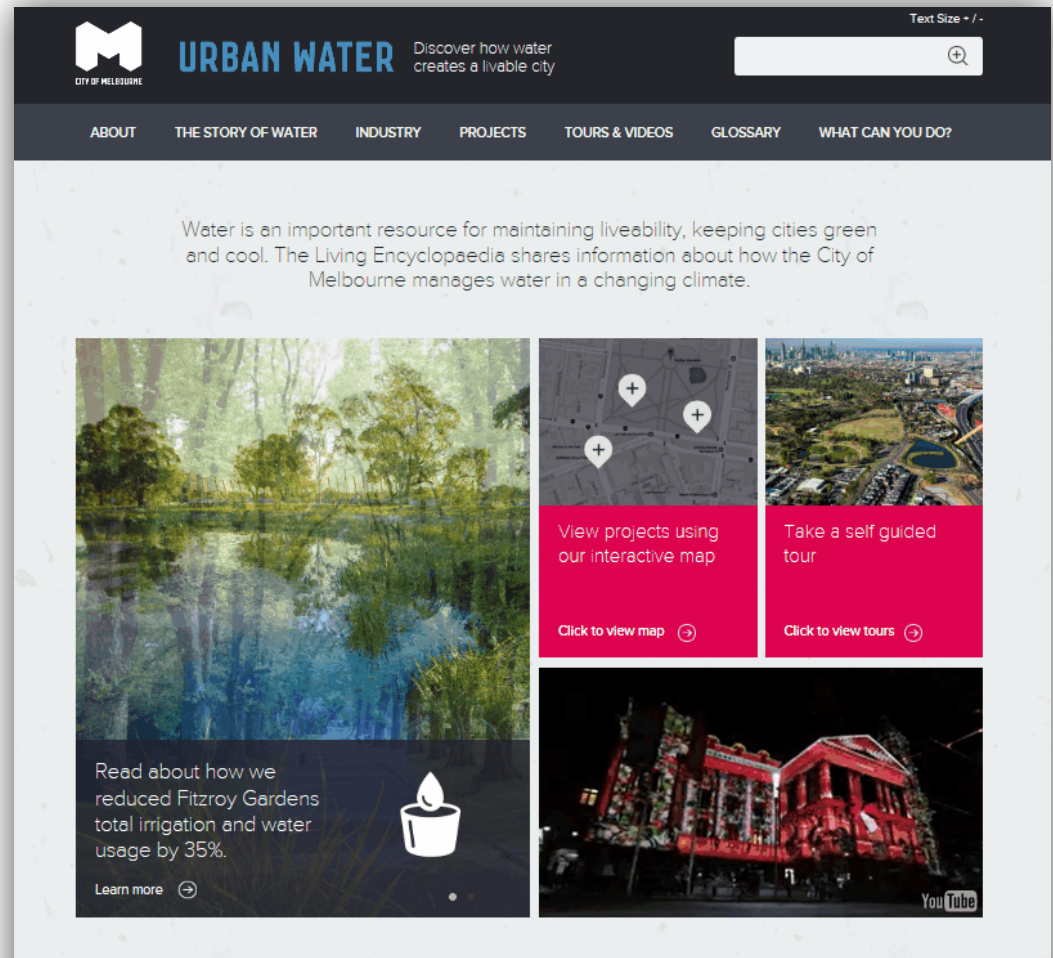 Text Size + / -
CITY OF MELBOURNE
URBAN WATER
Discover how water
creates a livable city
ABOUT THE STORY OF WATER INDUSTRY PROJECTS TOURS & VIDEOS GLOSSARY WHAT CAN YOU DO?
Water is an important resource for maintaining liveability, keeping cities green
and cool. The Living Encyclopaedia shares information about how the City of
Melbourne manages water in a changing climate.
View projects using
our interactive map
Click to view map
Take a self guided
tour
Click to view tours
Read about how we
reduced Fitzroy Gardens
total irrigation and water
usage by 35%.
Learn more
YouTube